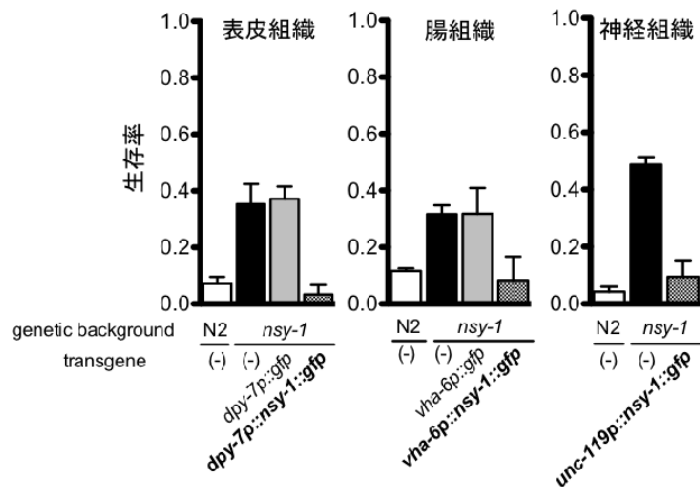 生存率
表皮組織
1.0
0.8
0.6
0.4
0.2
0.0
腸組織
1.0
0.8
0.6
0.4
0.2
0.0
神経組織
1.0
0.8
0.6
0.4
0.2
0.0
genetic background
N2 nsy-1
N2 nsy-1
N2 nsy-1
transgene
(-) (-) dpy-7p::gfp dpy-7p::nsy-1::gfp
(-) (-) vha-6p::gfp vha-6p::nsy-1::gfp
(-) (-) unc-119p::nsy-1::gfp